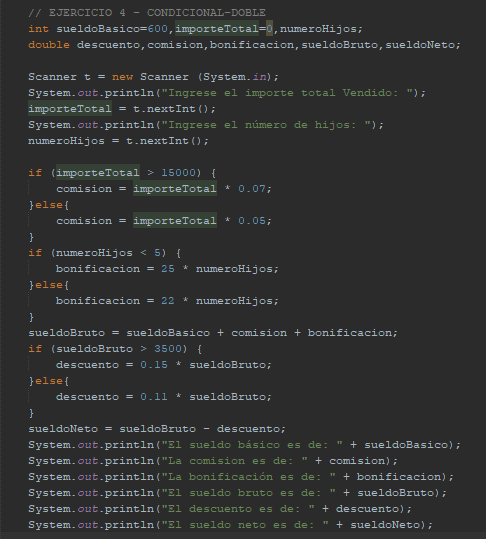 // EJERCICIO 4 - CONDICIONAL-DOBLE
int sueldoBasico=600,importeTotal=0,numeroHijos;
double descuento,comision,bonificacion,sueldoBruto,sueldoNeto;
Scanner t = new Scanner (System.in);
System.out.println("Ingrese el importe total Vendido: ");
importeTotal = t.nextInt();
System.out.println("Ingrese el número de hijos: ");
numeroHijos = t.nextInt();
if (importeTotal > 15000) {
comision = importeTotal * 0.07;
}else{
comision = importeTotal * 0.05;
}
if (numeroHijos < 5) {
bonificacion = 25 * numeroHijos;
}else{
bonificacion = 22 * numeroHijos;
}
sueldoBruto = sueldoBasico + comision + bonificacion;
if (sueldoBruto > 3500) {
descuento = 0.15 * sueldoBruto;
}else{
descuento = 0.11 * sueldoBruto;
}
sueldoNeto = sueldoBruto - descuento;
System.out.println("El sueldo básico es de: " + sueldoBasico);
System.out.println("La comision es de: " + comision);
System.out.println("La bonificación es de: " + bonificacion);
System.out.println("El sueldo bruto es de: " + sueldoBruto);
System.out.println("El descuento es de: " + descuento);
System.out.println("El sueldo neto es de: " + sueldoNeto);